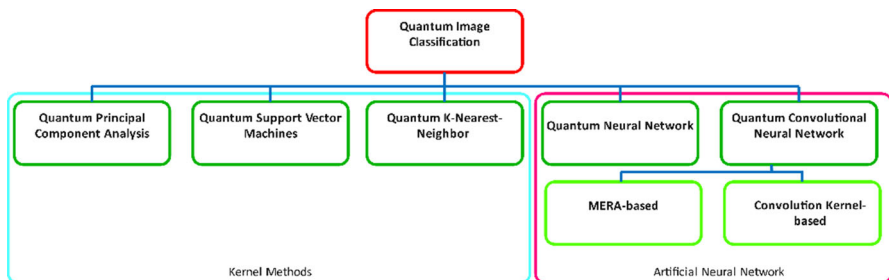 Quantum Image
Classification
Quantum Principal
Component Analysis
Quantum Support Vector
Machines
Quantum K-Nearest-
Neighbor
Quantum Neural Network
Quantum Convolutional
Neural Network
MERA-based
Convolution Kernel-
based
Kernel Methods
Artificial Neural Network